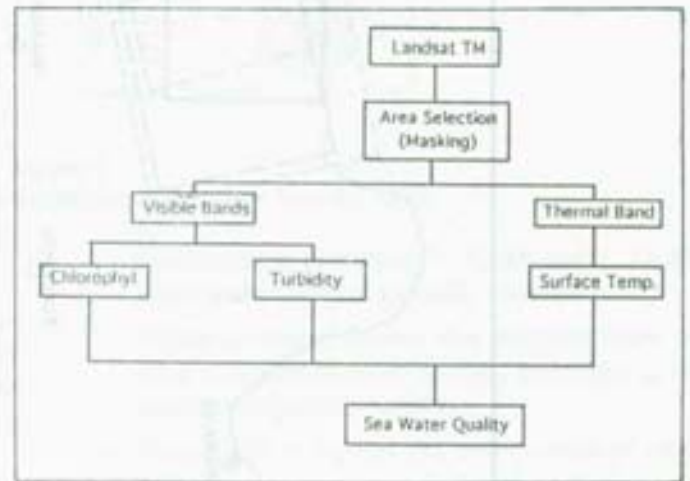 Landsat TM
Area Selection
(Masking)
Visible Bands
Thermal Band
Chlorophyl
Turbidity
Surface Temp.
Sea Water Quality